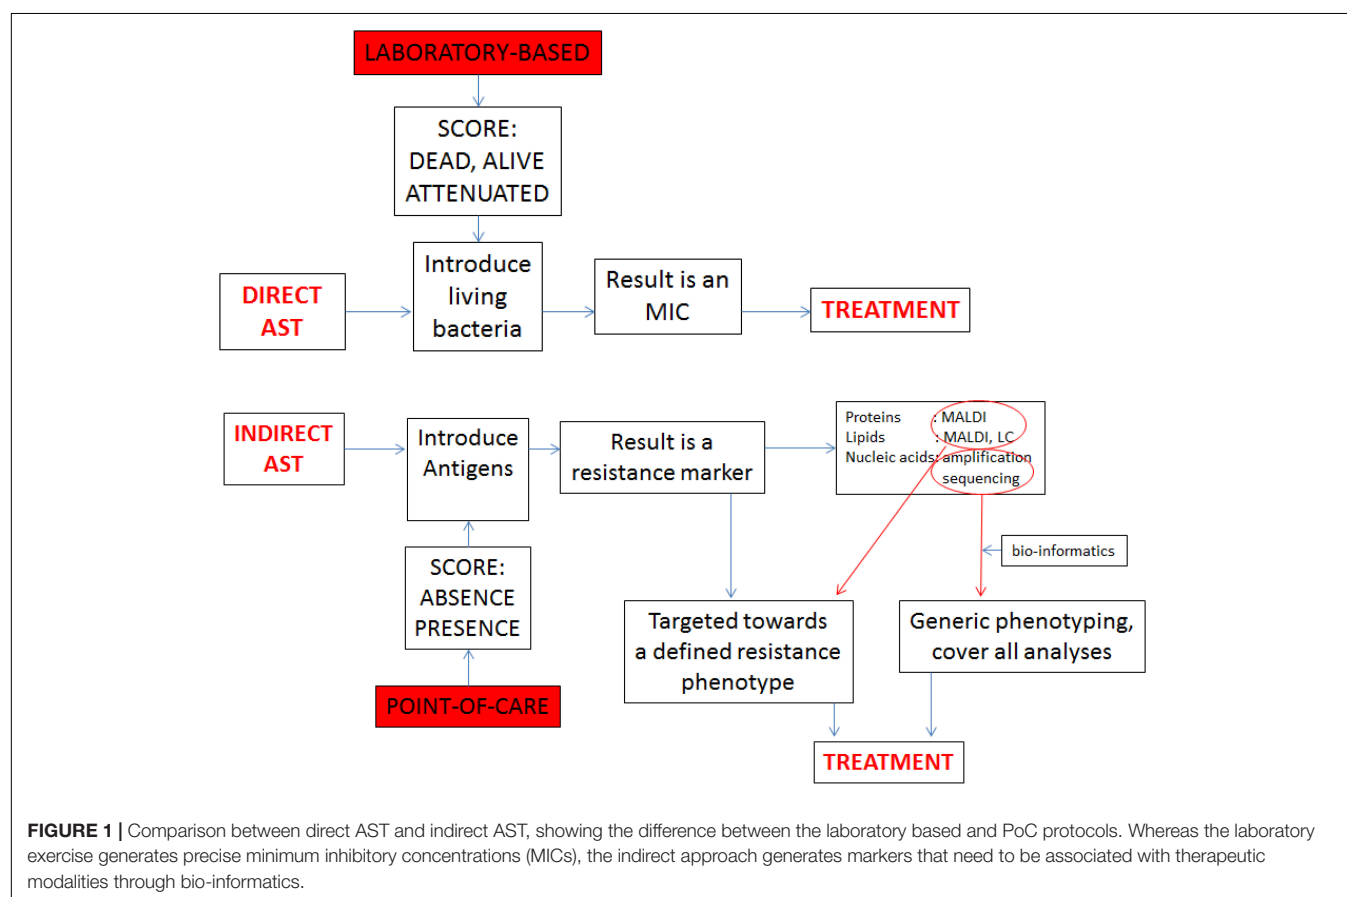 LABORATORY-BASED
SCORE:
DEAD, ALIVE
ATTENUATED
DIRECT
AST
Introduce
living
bacteria
Result is an
MIC
TREATMENT
INDIRECT
AST
Introduce
Antigens
Result is a
resistance marker
Proteins : MALDI
Lipids : MALDI, LC
Nucleic acids: amplification
sequencing
bio-informatics
SCORE:
ABSENCE
PRESENCE
POINT-OF-CARE
Targeted towards
a defined resistance
phenotype
Generic phenotyping,
cover all analyses
TREATMENT
FIGURE 1 | Comparison between direct AST and indirect AST, showing the difference between the laboratory based and PoC protocols. Whereas the laboratory
exercise generates precise minimum inhibitory concentrations (MICs), the indirect approach generates markers that need to be associated with therapeutic
modalities through bio-informatics.